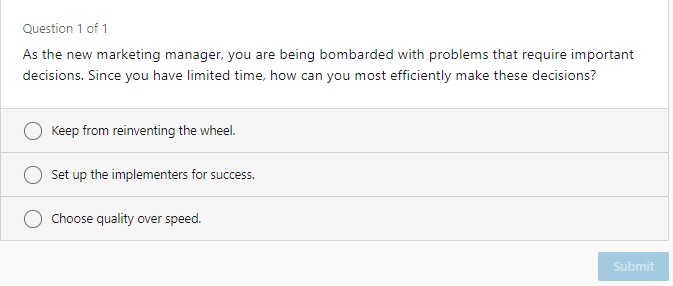 Question 1 of 1
As the new marketing manager, you are being bombarded with problems that require important
decisions. Since you have limited time, how can you most efficiently make these decisions?
Keep from reinventing the wheel.
Set up the implementers for success.
Choose quality over speed.
Submit